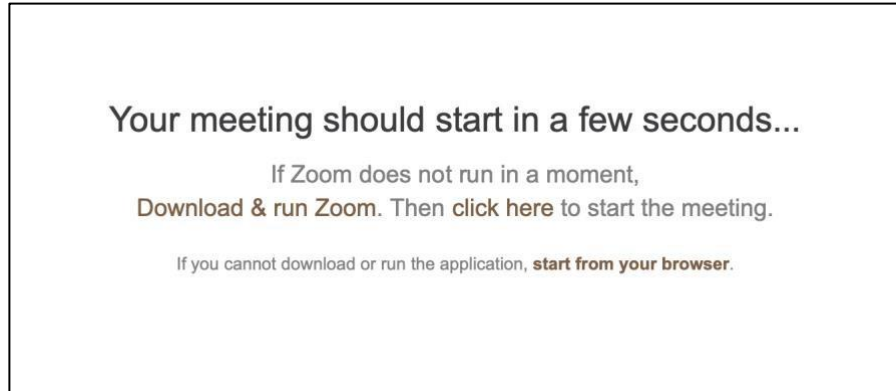 Your meeting should start in a few seconds...
If Zoom does not run in a moment,
Download & run Zoom. Then click here to start the meeting.
If you cannot download or run the application, start from your browser.